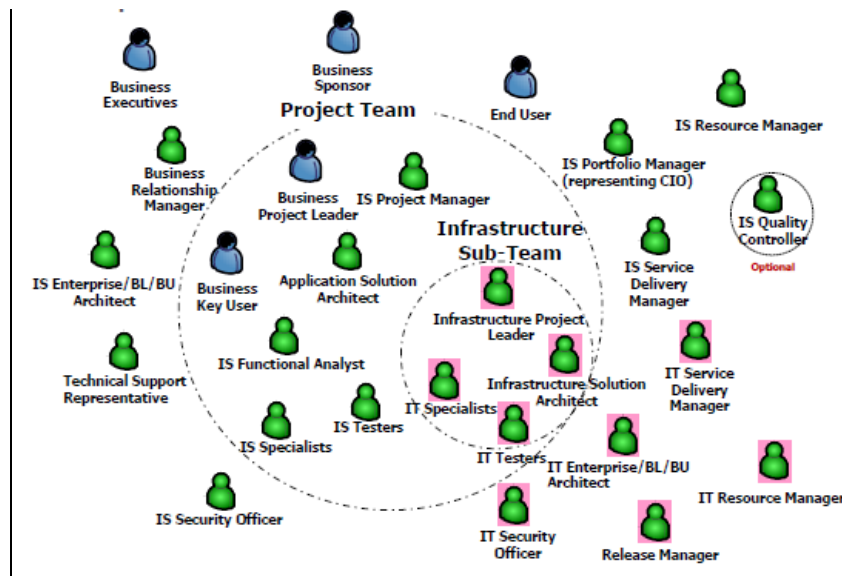 Business
Executives
Business
Sponsor
Project Team
End User
IS Resource Manager
Business
Relationship
Manager
Business
Project Leader
IS Project Manager
IS Portfolio Manager
(representing CIO)
IS Quality
Controller
Optional
Infrastructure
Sub-Team
IS Enterprise/BL/BU
Architect
Business
Key User
Application Solution
Architect
IS Service
Delivery
Manager
Infrastructure Project
Leader
Technical Support
Representative
IS Functional Analyst
Infrastructure Solution
Architect
IT Service
Delivery
Manager
IS Specialists
IS Testers
IT Specialists
IT Testers
IT Enterprise/BL/BU
Architect
IT Resource Manager
IS Security Officer
IT Security
Officer
Release Manager